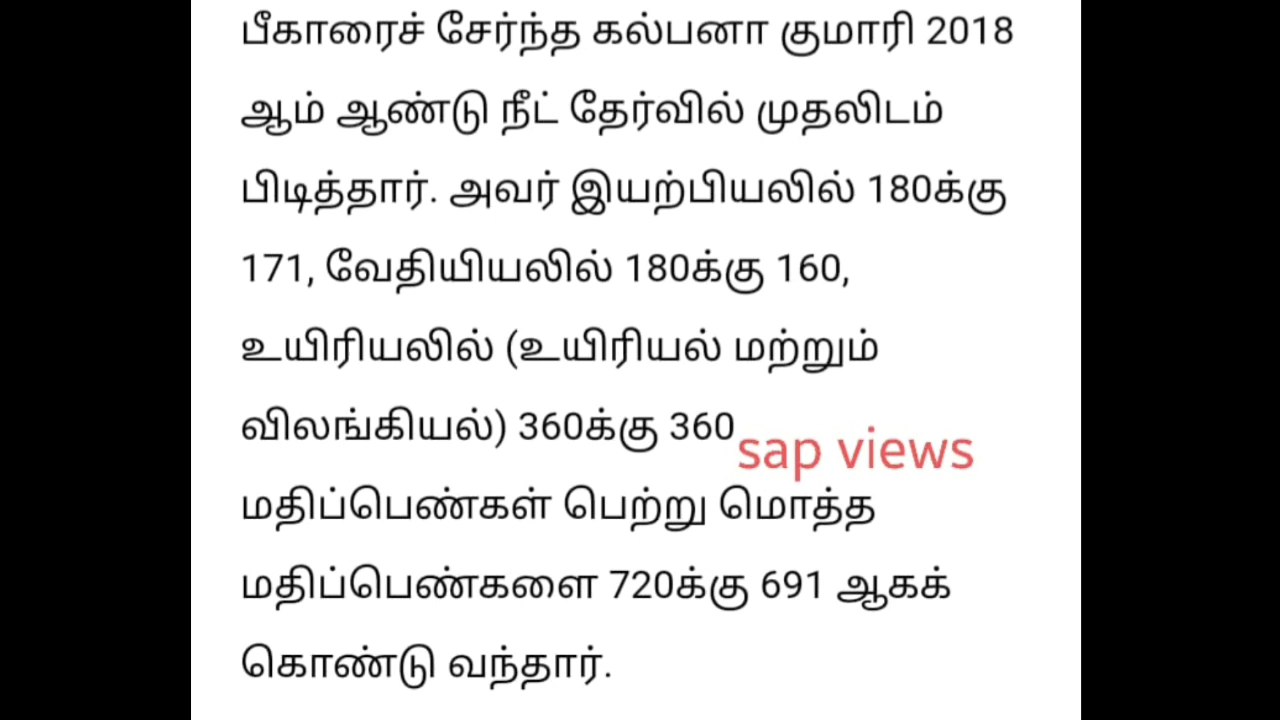 பீகாரைச் சேர்ந்த கல்பனா குமாரி 2018
ஆம் ஆண்டு நீட் தேர்வில் முதலிடம்
பிடித்தார். அவர் இயற்பியலில் 180க்கு
171, வேதியியலில் 180க்கு 160,
உயிரியலில் (உயிரியல் மற்றும்
விலங்கியல்) 360க்கு 360
sap views
மதிப்பெண்கள் பெற்று மொத்த
மதிப்பெண்களை 720க்கு 691 ஆகக்
கொண்டு வந்தார்.